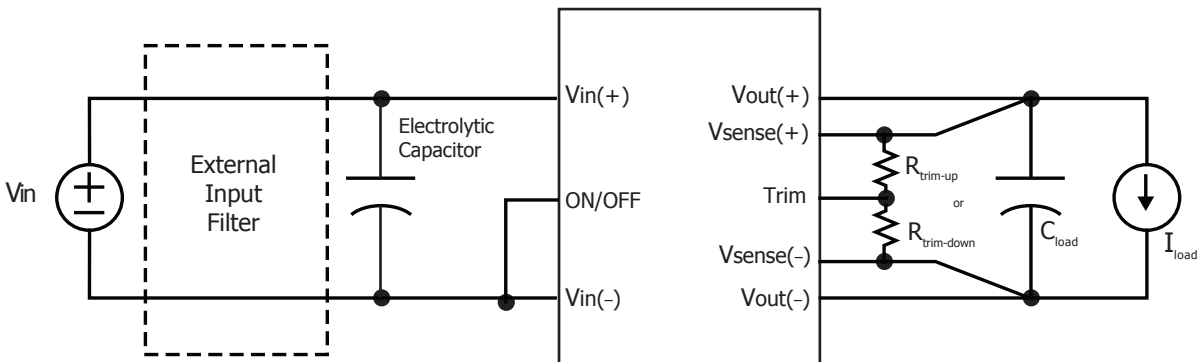 Vin
External
Input
Filter
Electrolytic
Capacitor
Vin(+)
ON/OFF
Vin(−)
Vout(+)
Vsense(+)
Trim
Vsense(−)
Vout(−)
Rtrim-up
or
Rtrim-down
Cload
Iload